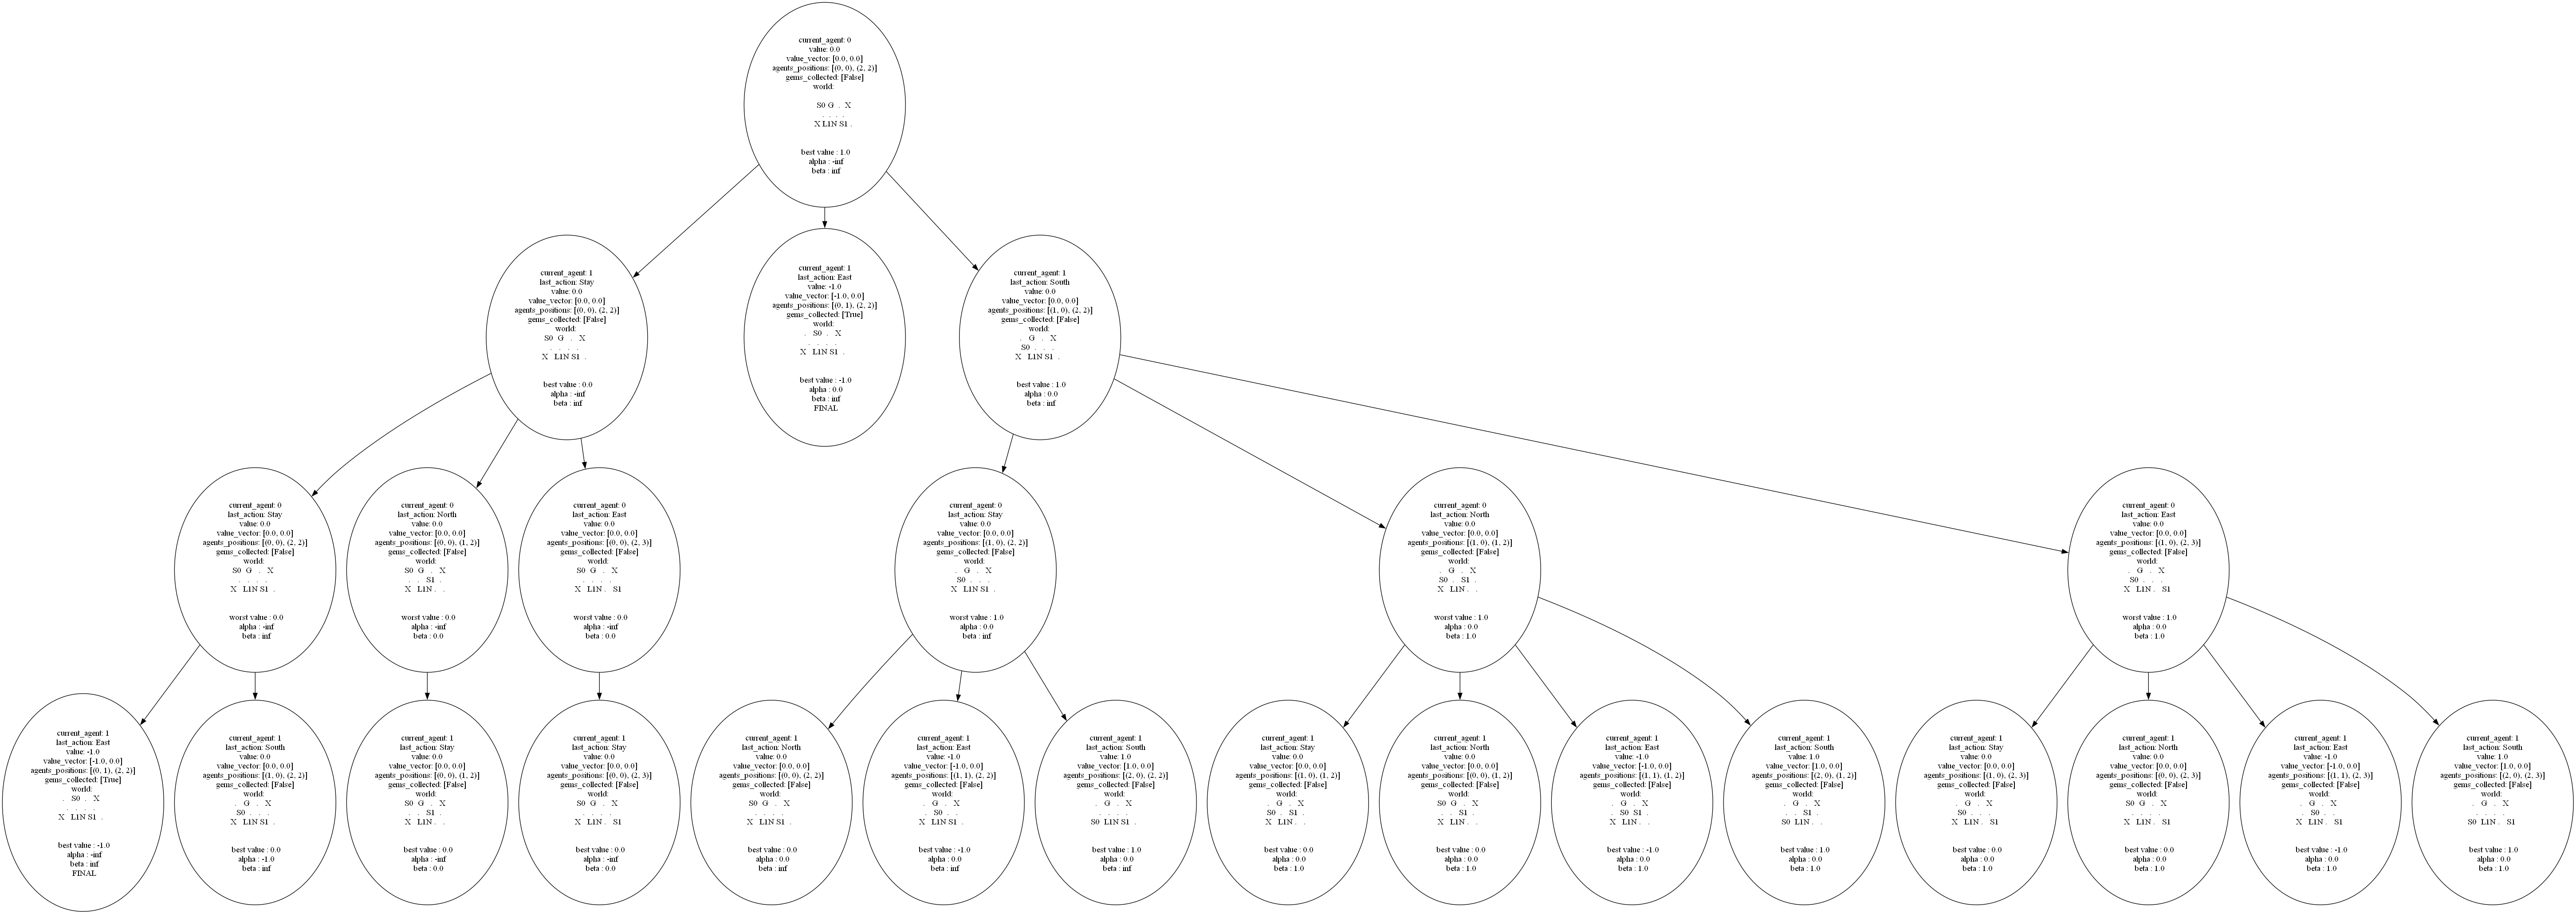 current_agent: 0
value: 0.0
value_vector: [0.0, 0.0]
agents_positions: [(0, 0), (2, 2)]
gems_collected: [False]
world:
S0 G . X
. . . .
X L1N S1 .
best value : 1.0
alpha : -inf
beta : inf
current_agent: 1
last_action: Stay
value: 0.0
value_vector: [0.0, 0.0]
agents_positions: [(0, 0), (2, 2)]
gems_collected: [False]
world:
S0 G . X
. . . .
X L1N S1 .
best value : 0.0
alpha : -inf
beta : inf
current_agent: 1
last_action: East
value: -1.0
value_vector: [-1.0, 0.0]
agents_positions: [(0, 1), (2, 2)]
gems_collected: [True]
world:
. S0 . X
. . . .
X L1N S1 .
best value : -1.0
alpha : 0.0
beta : inf
FINAL
current_agent: 1
last_action: South
value: 0.0
value_vector: [0.0, 0.0]
agents_positions: [(1, 0), (2, 2)]
gems_collected: [False]
world:
. G . X
S0 . . .
X L1N S1 .
best value : 1.0
alpha : 0.0
beta : inf
current_agent: 0
last_action: Stay
value: 0.0
value_vector: [0.0, 0.0]
agents_positions: [(0, 0), (2, 2)]
gems_collected: [False]
world:
S0 G . X
. . . .
X L1N S1 .
worst value : 0.0
alpha : -inf
beta : inf
current_agent: 0
last_action: North
value: 0.0
value_vector: [0.0, 0.0]
agents_positions: [(0, 0), (1, 2)]
gems_collected: [False]
world:
S0 G . X
. . S1 .
X L1N . .
worst value : 0.0
alpha : -inf
beta : 0.0
current_agent: 0
last_action: East
value: 0.0
value_vector: [0.0, 0.0]
agents_positions: [(0, 0), (2, 3)]
gems_collected: [False]
world:
S0 G . X
. . . .
X L1N . S1
worst value : 0.0
alpha : -inf
beta : 0.0
current_agent: 0
last_action: Stay
value: 0.0
value_vector: [0.0, 0.0]
agents_positions: [(1, 0), (2, 2)]
gems_collected: [False]
world:
. G . X
S0 . . .
X L1N S1 .
worst value : 1.0
alpha : 0.0
beta : inf
current_agent: 0
last_action: North
value: 0.0
value_vector: [0.0, 0.0]
agents_positions: [(1, 0), (1, 2)]
gems_collected: [False]
world:
. G . X
S0 . S1 .
X L1N . .
worst value : 1.0
alpha : 0.0
beta : 1.0
current_agent: 0
last_action: East
value: 0.0
value_vector: [0.0, 0.0]
agents_positions: [(1, 0), (2, 3)]
gems_collected: [False]
world:
. G . X
S0 . . .
X L1N . S1
worst value : 1.0
alpha : 0.0
beta : 1.0
current_agent: 1
last_action: East
value: -1.0
value_vector: [-1.0, 0.0]
agents_positions: [(0, 1), (2, 2)]
gems_collected: [True]
world:
. S0 . X
. . . .
X L1N S1 .
best value : -1.0
alpha : -inf
beta : inf
FINAL
current_agent: 1
last_action: South
value: 0.0
value_vector: [0.0, 0.0]
agents_positions: [(1, 0), (2, 2)]
gems_collected: [False]
world:
. G . X
S0 . . .
X L1N S1 .
best value : 0.0
alpha : -1.0
beta : inf
current_agent: 1
last_action: Stay
value: 0.0
value_vector: [0.0, 0.0]
agents_positions: [(0, 0), (1, 2)]
gems_collected: [False]
world:
S0 G . X
. . S1 .
X L1N . .
best value : 0.0
alpha : -inf
beta : 0.0
current_agent: 1
last_action: Stay
value: 0.0
value_vector: [0.0, 0.0]
agents_positions: [(0, 0), (2, 3)]
gems_collected: [False]
world:
S0 G . X
. . . .
X L1N . S1
best value : 0.0
alpha : -inf
beta : 0.0
current_agent: 1
last_action: North
value: 0.0
value_vector: [0.0, 0.0]
agents_positions: [(0, 0), (2, 2)]
gems_collected: [False]
world:
S0 G . X
. . . .
X L1N S1 .
best value : 0.0
alpha : 0.0
beta : inf
current_agent: 1
last_action: East
value: -1.0
value_vector: [-1.0, 0.0]
agents_positions: [(1, 1), (2, 2)]
gems_collected: [False]
world:
. G . X
. S0 . .
X L1N S1 .
best value : -1.0
alpha : 0.0
beta : inf
current_agent: 1
last_action: South
value: 1.0
value_vector: [1.0, 0.0]
agents_positions: [(2, 0), (2, 2)]
gems_collected: [False]
world:
. G . X
. . . .
S0 L1N S1 .
best value : 1.0
alpha : 0.0
beta : inf
current_agent: 1
last_action: Stay
value: 0.0
value_vector: [0.0, 0.0]
agents_positions: [(1, 0), (1, 2)]
gems_collected: [False]
world:
. G . X
S0 . S1 .
X L1N . .
best value : 0.0
alpha : 0.0
beta : 1.0
current_agent: 1
last_action: North
value: 0.0
value_vector: [0.0, 0.0]
agents_positions: [(0, 0), (1, 2)]
gems_collected: [False]
world:
S0 G . X
. . S1 .
X L1N . .
best value : 0.0
alpha : 0.0
beta : 1.0
current_agent: 1
last_action: East
value: -1.0
value_vector: [-1.0, 0.0]
agents_positions: [(1, 1), (1, 2)]
gems_collected: [False]
world:
. G . X
. S0 S1 .
X L1N . .
best value : -1.0
alpha : 0.0
beta : 1.0
current_agent: 1
last_action: South
value: 1.0
value_vector: [1.0, 0.0]
agents_positions: [(2, 0), (1, 2)]
gems_collected: [False]
world:
. G . X
. . S1 .
S0 L1N . .
best value : 1.0
alpha : 0.0
beta : 1.0
current_agent: 1
last_action: Stay
value: 0.0
value_vector: [0.0, 0.0]
agents_positions: [(1, 0), (2, 3)]
gems_collected: [False]
world:
. G . X
S0 . . .
X L1N . S1
best value : 0.0
alpha : 0.0
beta : 1.0
current_agent: 1
last_action: North
value: 0.0
value_vector: [0.0, 0.0]
agents_positions: [(0, 0), (2, 3)]
gems_collected: [False]
world:
S0 G . X
. . . .
X L1N . S1
best value : 0.0
alpha : 0.0
beta : 1.0
current_agent: 1
last_action: East
value: -1.0
value_vector: [-1.0, 0.0]
agents_positions: [(1, 1), (2, 3)]
gems_collected: [False]
world:
. G . X
. S0 . .
X L1N . S1
best value : -1.0
alpha : 0.0
beta : 1.0
current_agent: 1
last_action: South
value: 1.0
value_vector: [1.0, 0.0]
agents_positions: [(2, 0), (2, 3)]
gems_collected: [False]
world:
. G . X
. . . .
S0 L1N . S1
best value : 1.0
alpha : 0.0
beta : 1.0